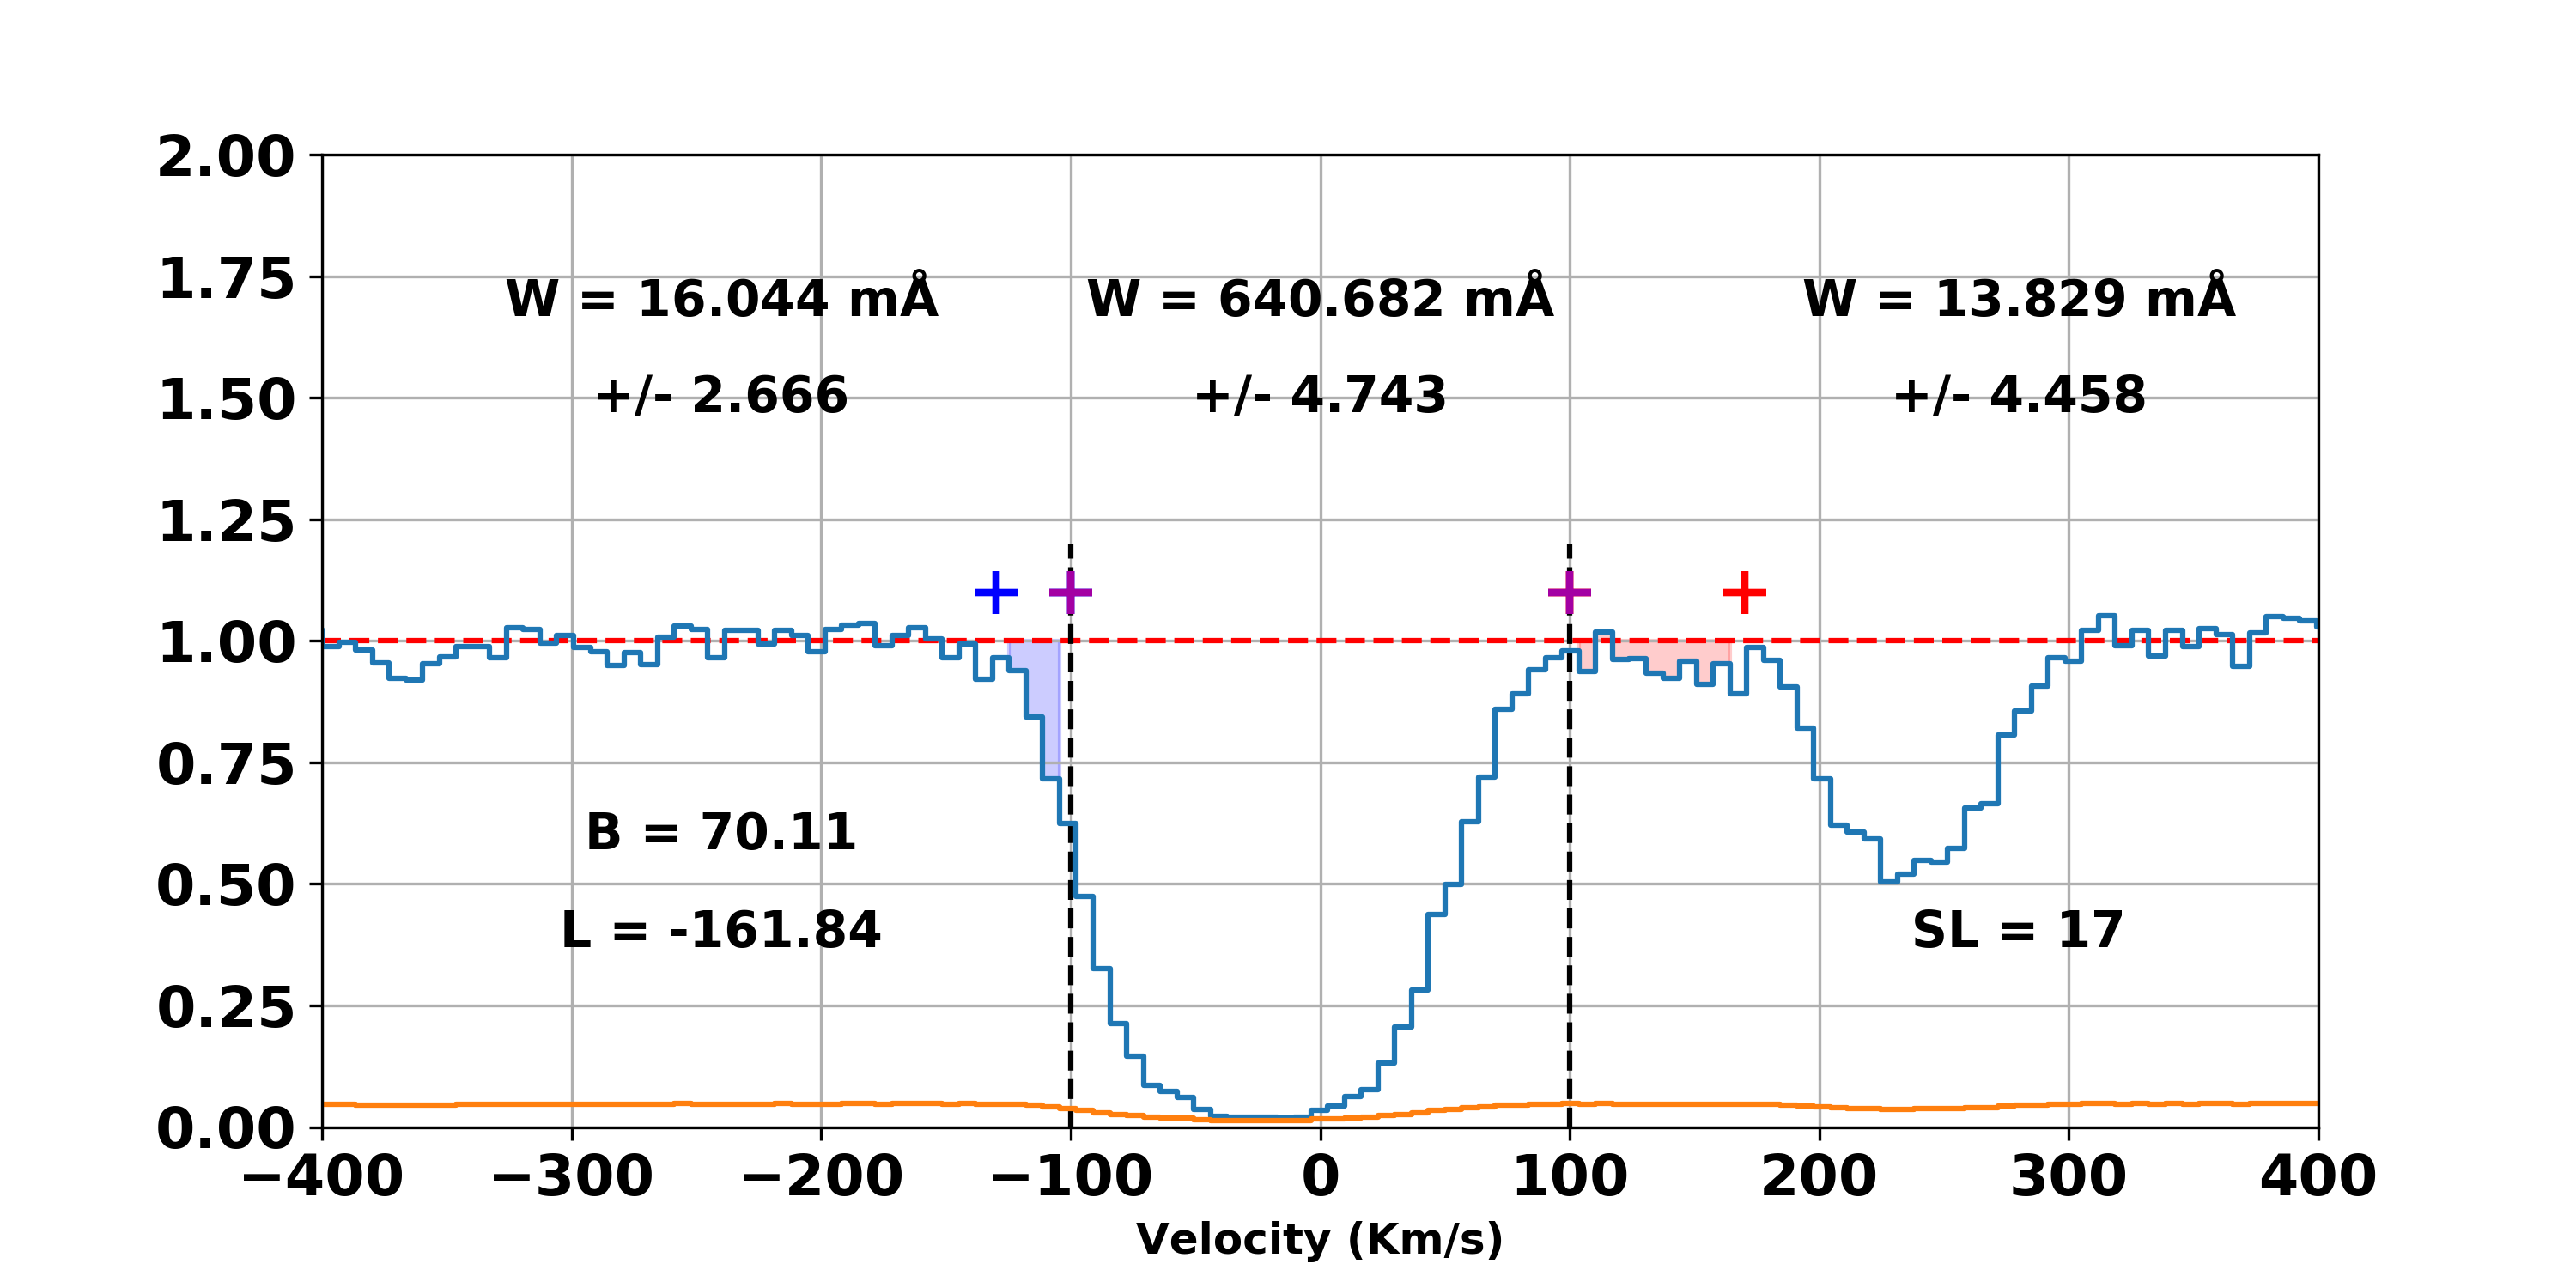 2.00
1.75
W = 16.044 mÅ W = 640.682 mÅ W = 13.829 mÅ
1.50
+/- 2.666 +/- 4.743 +/- 4.458
1.25
1.00
0.75
B = 70.11
0.50
L = -161.84 SL = 17
0.25
0.00
−400 −300 −200 −100 0 100 200 300 400
Velocity (Km/s)